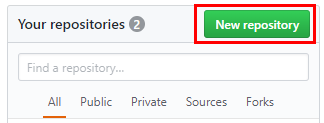 Your repositories 2 New repository
Find a repository...
All Public Private Sources Forks